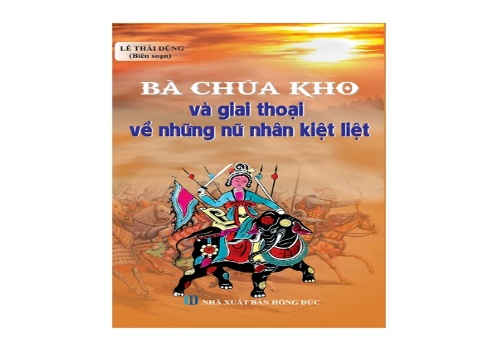 LÊ THÁI DŨNG
(Biên soạn)
BÀ CHÚA KHO
và giai thoại
về những nữ nhân kiệt liệt
NHÀ XUẤT BẢN HỒNG ĐỨC